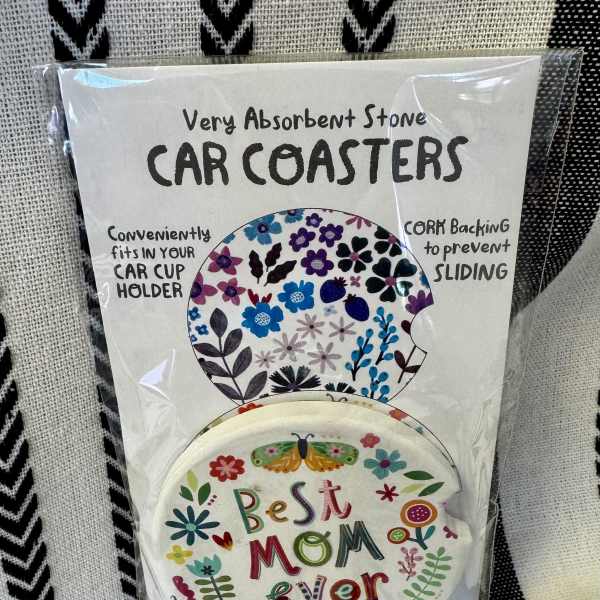 Very Absorbent Stone
CAR COASTERS
Conveniently
fits IN YOUR
CAR CUP
HOLDER
CORK BacKING
to prevent
SLIDING
BeST
MOM
ever